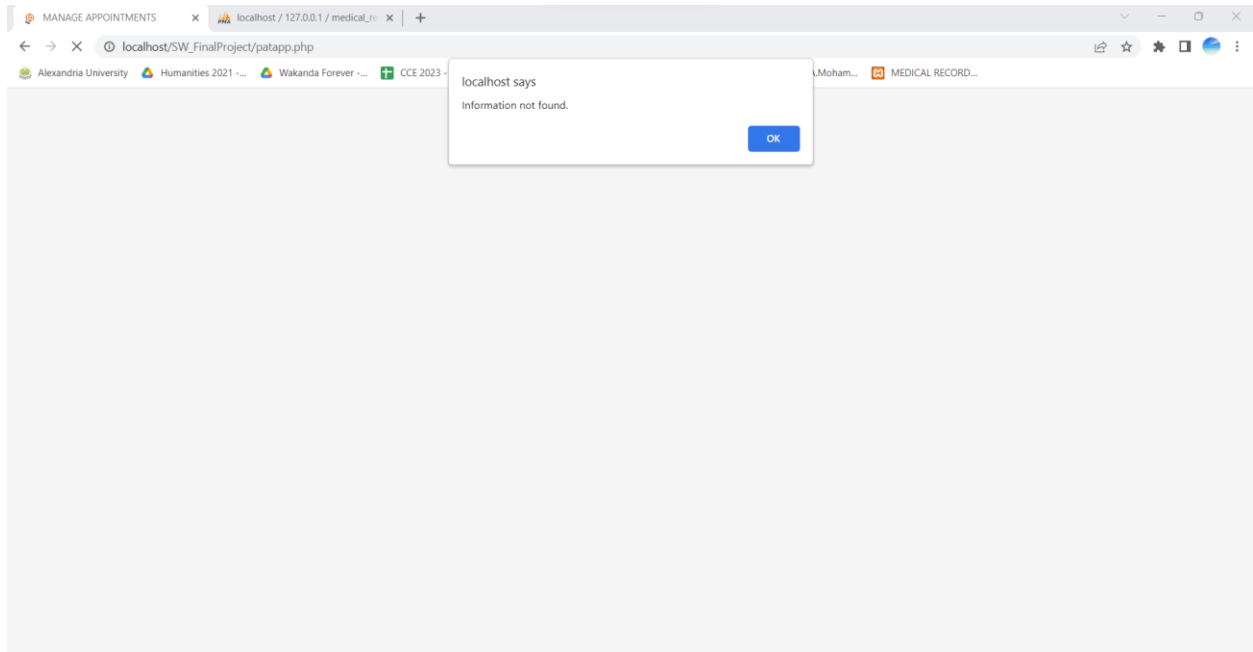 MANAGE APPOINTMENTS
localhost / 127.0.0.1 / medical_re
localhost/SW_FinalProject/patapp.php
Alexandria University
Humanities 2021 -...
Wakanda Forever -...
CCE 2023 -
.Moham...
MEDICAL RECORD...
localhost says
Information not found.
OK